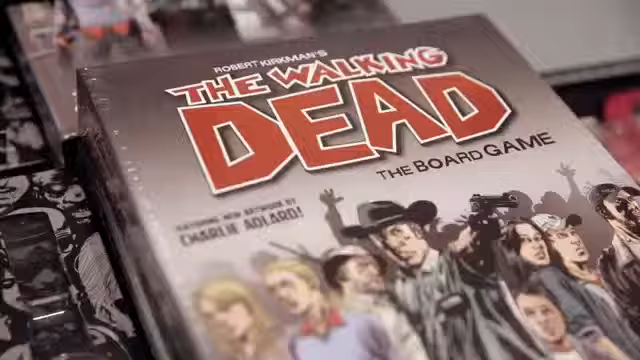 ROBERT KIRKMAN'S
THE WALKING
DEAD
THE BOARD GAME
FEATURING NEW ARTWORK BY
CHARLIE ADLARD!